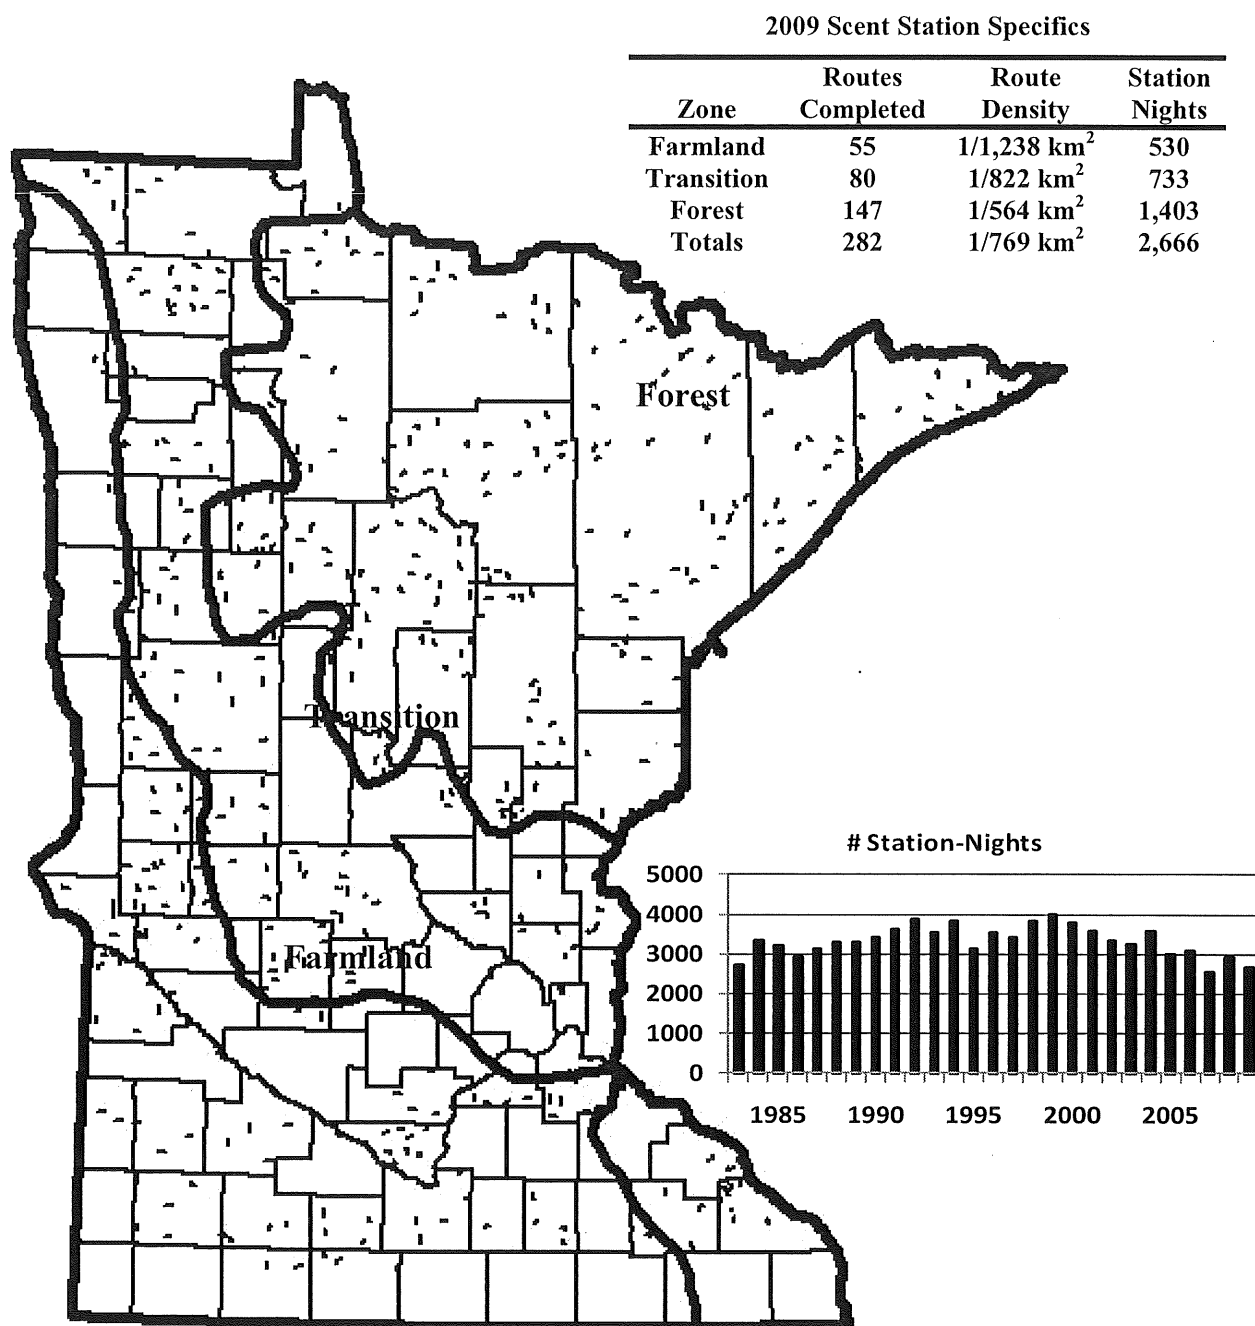 2009 Scent Station Specifics
Routes Route Station
Zone Completed Density Nights
Farmland 55 1/1,238 km² 530
Transition 80 1/822 km² 733
Forest 147 1/564 km² 1,403
Totals 282 1/769 km² 2,666
Forest
Transition
Farmland
# Station-Nights
5000
4000
3000
2000
1000
0
1985 1990 1995 2000 2005